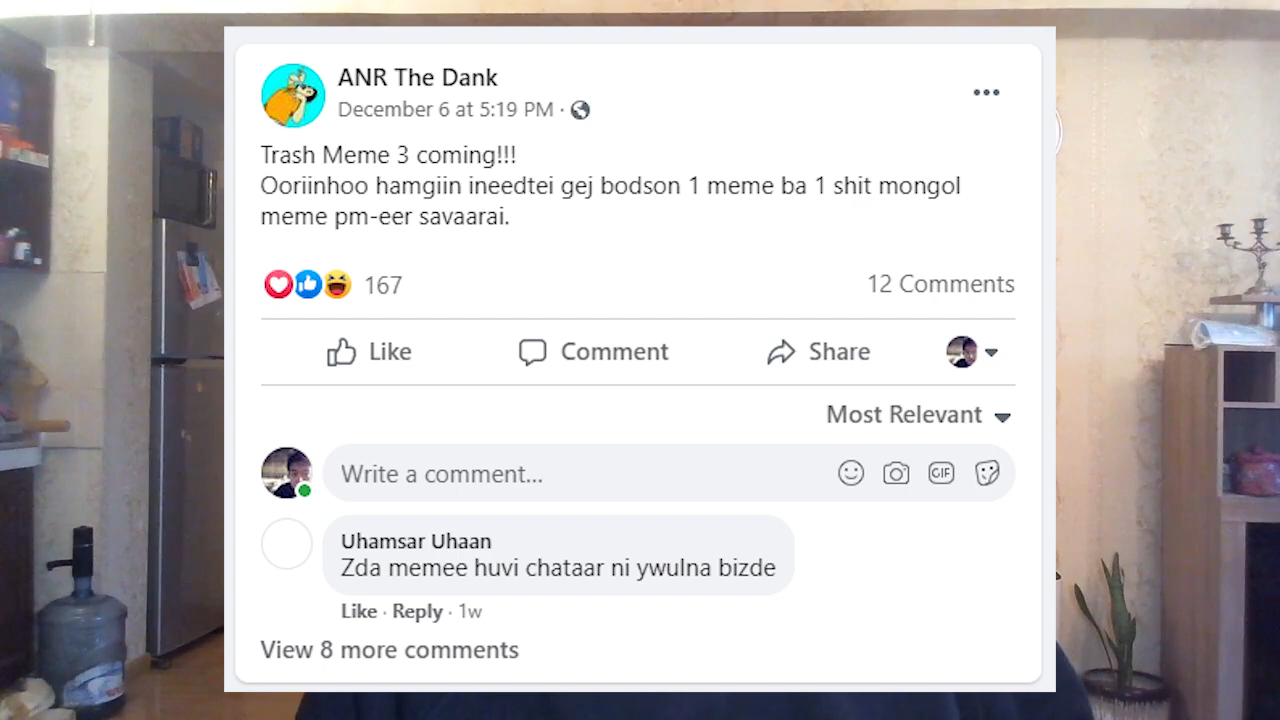 ANR The Dank
December 6 at 5:19 PM ·
Trash Meme 3 coming!!!
Ooriinhoo hamgiin ineedtei gej bodson 1 meme ba 1 shit mongol
meme pm-eer savaarai.
167
12 Comments
Like
Comment
Share
Most Relevant
Write a comment...
GIF
Uhamsar Uhaan
Zda memee huvi chataar ni ywulna bizde
Like · Reply · 1w
View 8 more comments